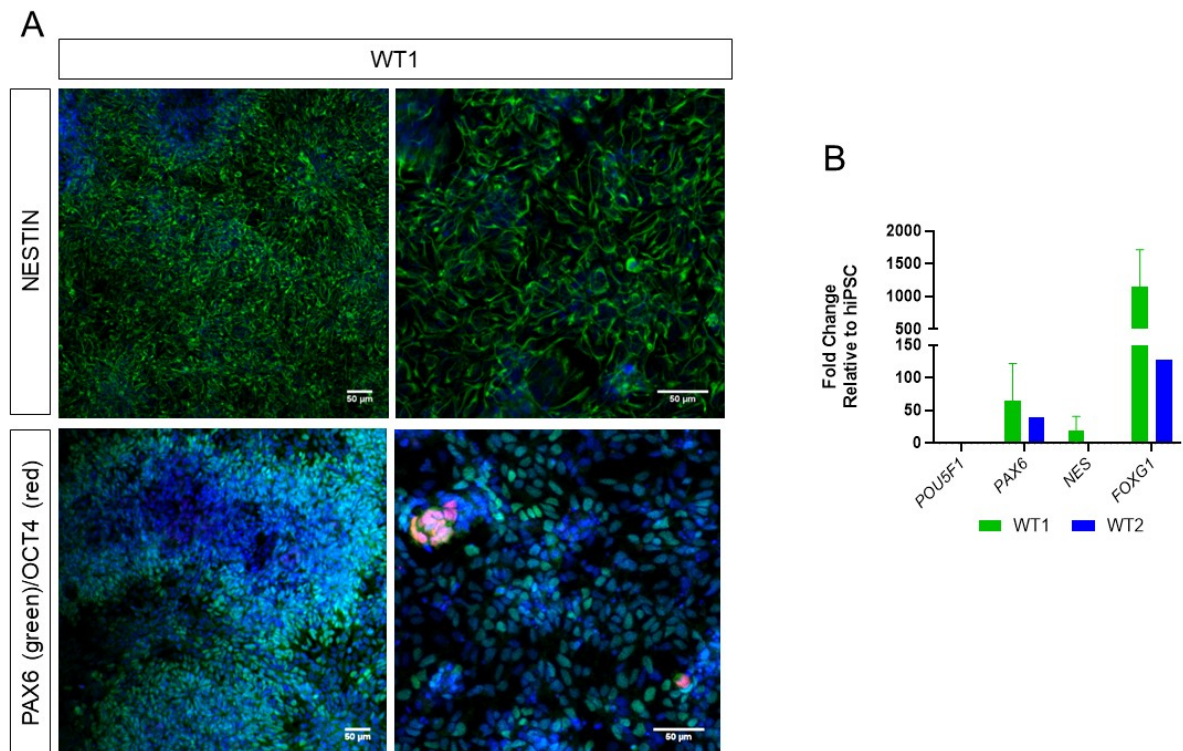 A
WT1
NESTIN
50 µm
50 µm
PAX6 (green)/OCT4 (red)
50 µm
50 µm
B
Fold Change
Relative to hiPSC
2000
1500
1000
500
150
100
50
0
POU5F1
PAX6
NES
FOXG1
WT1
WT2